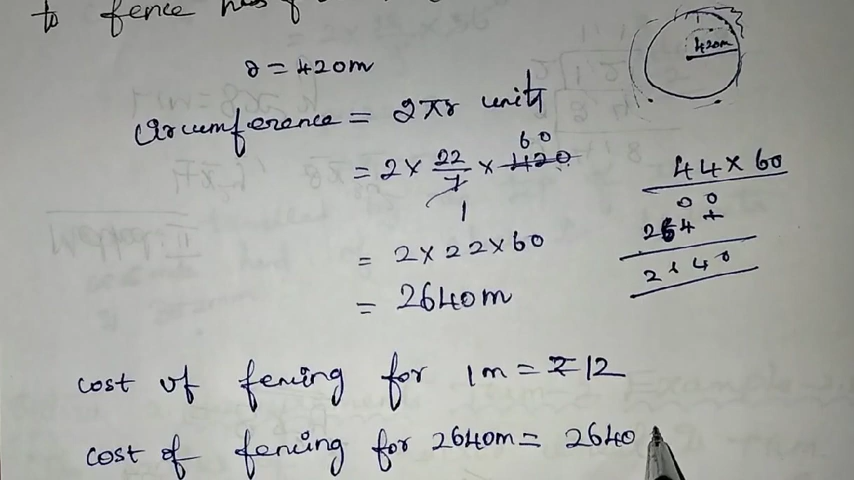 to fence
r = 420m
420m
Circumference = 2πr units
= 2 × 22/7 × 420 60
1
44 × 60
00
264+
= 2 × 22 × 60
= 2640m
cost of fencing for 1m = ₹12
cost of fencing for 2640m = 2640